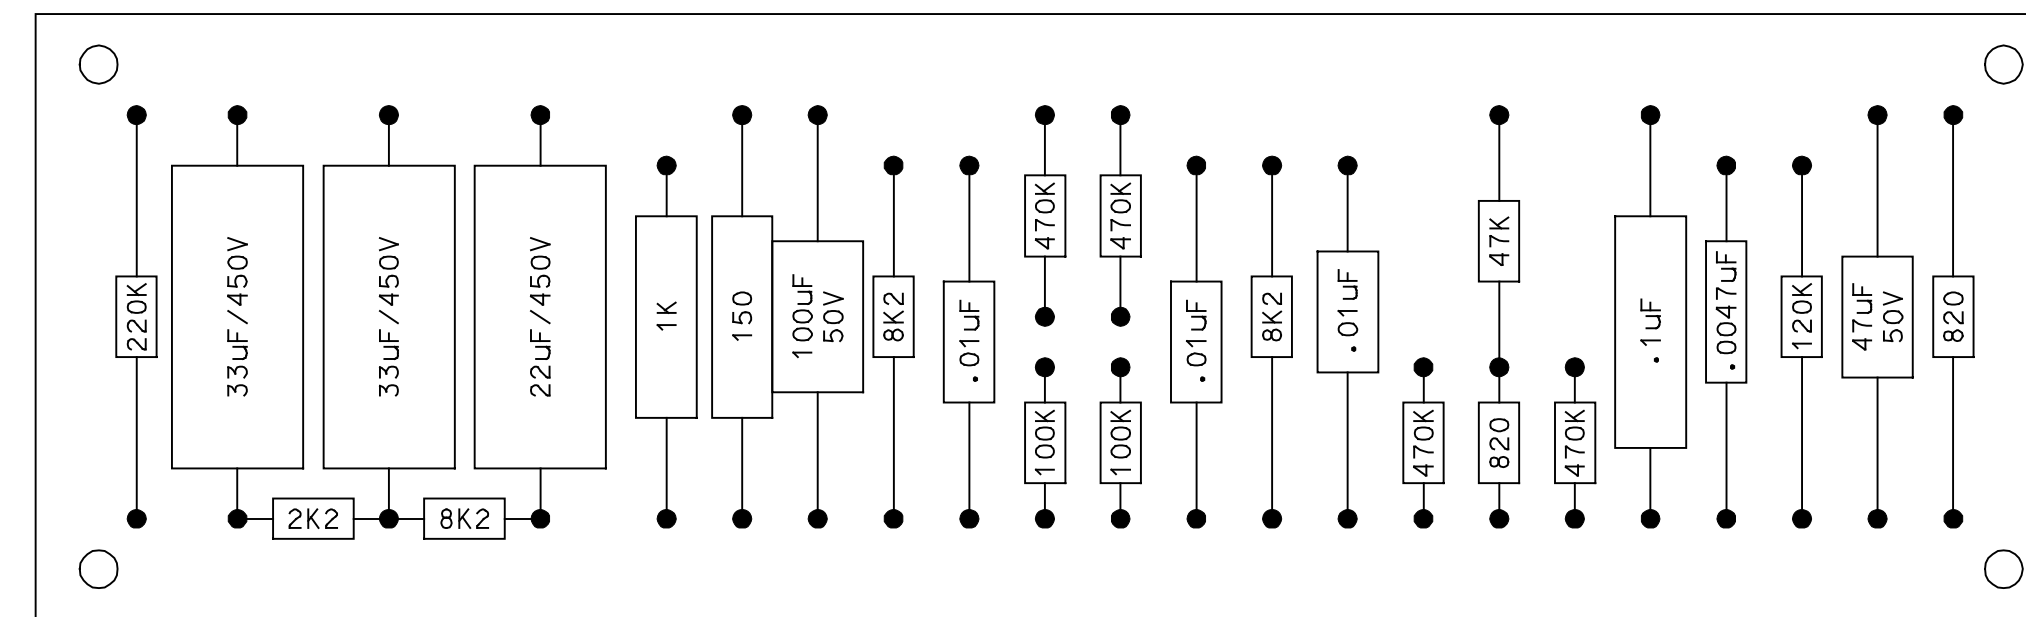 220K
33uF/450V
33uF/450V
22uF/450V
2K2
8K2
1K
150
100uF
50V
8K2
.01uF
470K
100K
470K
100K
.01uF
8K2
.01uF
470K
47K
820
470K
.1uF
.0047uF
120K
47uF
50V
820